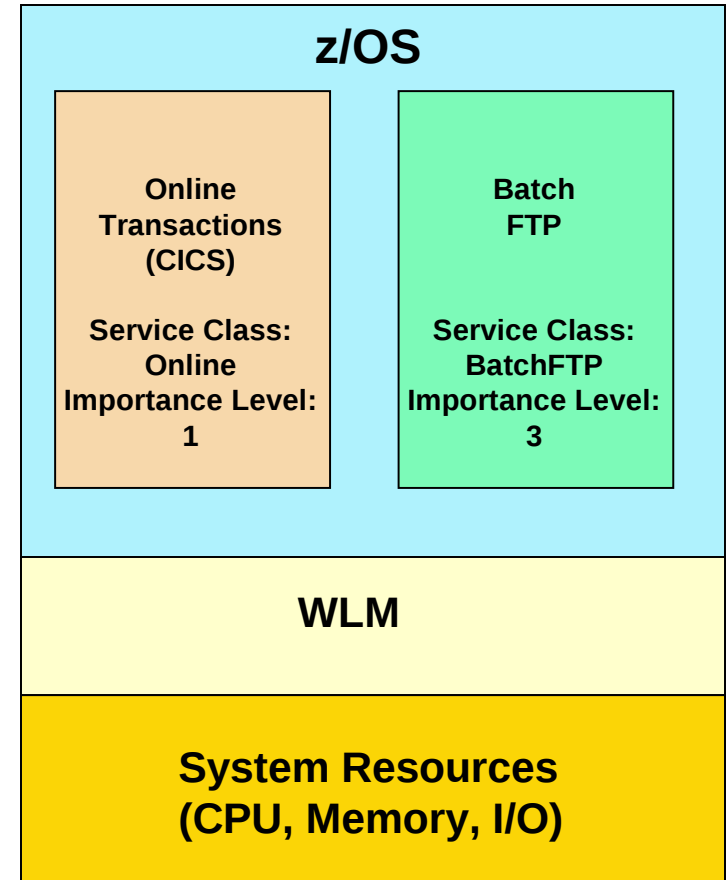 z/OS
Online
Transactions
(CICS)
Service Class:
Online
Importance Level:
1
Batch
FTP
Service Class:
BatchFTP
Importance Level:
3
WLM
System Resources
(CPU, Memory, I/O)